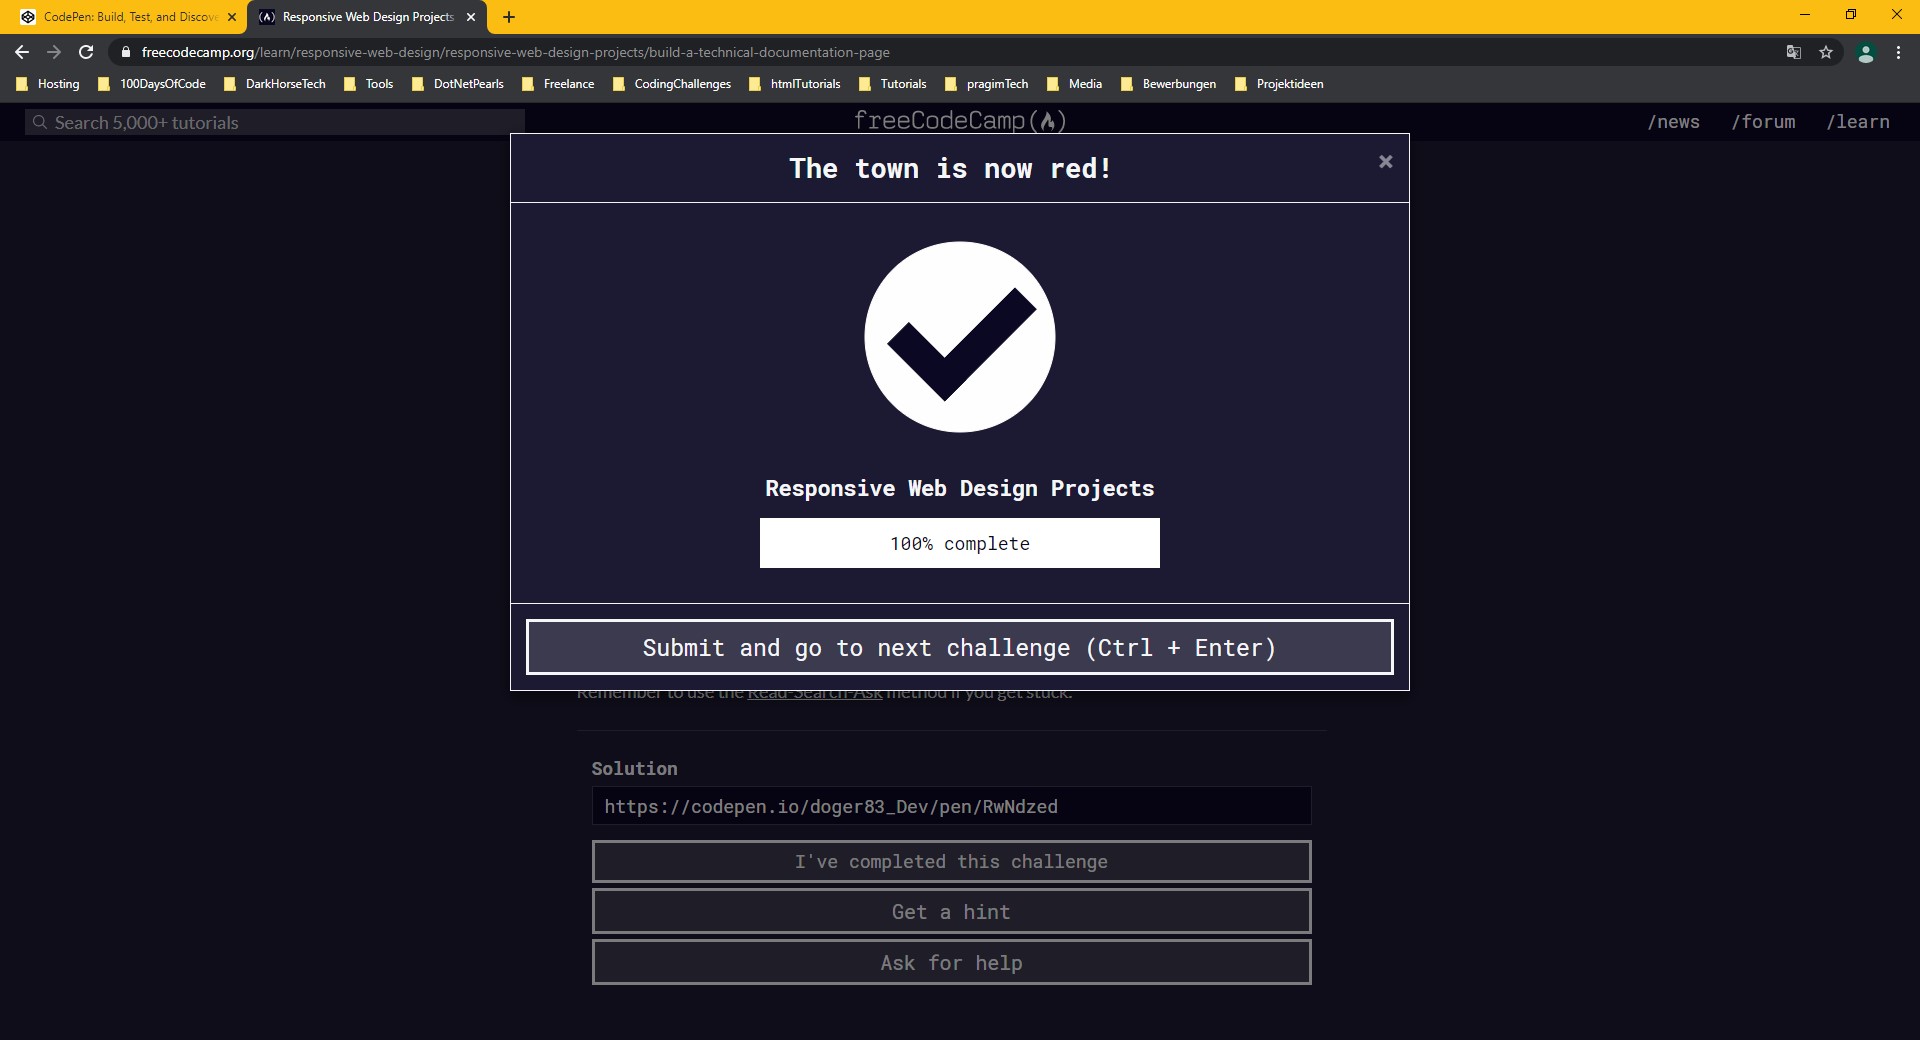 CodePen: Build, Test, and Discove
Responsive Web Design Projects
freecodecamp.org/learn/responsive-web-design/responsive-web-design-projects/build-a-technical-documentation-page
Hosting 100DaysOfCode DarkHorseTech Tools DotNetPearls Freelance CodingChallenges htmlTutorials Tutorials pragimTech Media Bewerbungen Projektideen
Search 5,000+ tutorials
freeCodeCamp
/news /forum /learn
The town is now red!
×
Responsive Web Design Projects
100% complete
Submit and go to next challenge (Ctrl + Enter)
Remember to use the Read-Search-Ask method if you get stuck.
Solution
https://codepen.io/doger83_Dev/pen/RwNdzed
I've completed this challenge
Get a hint
Ask for help